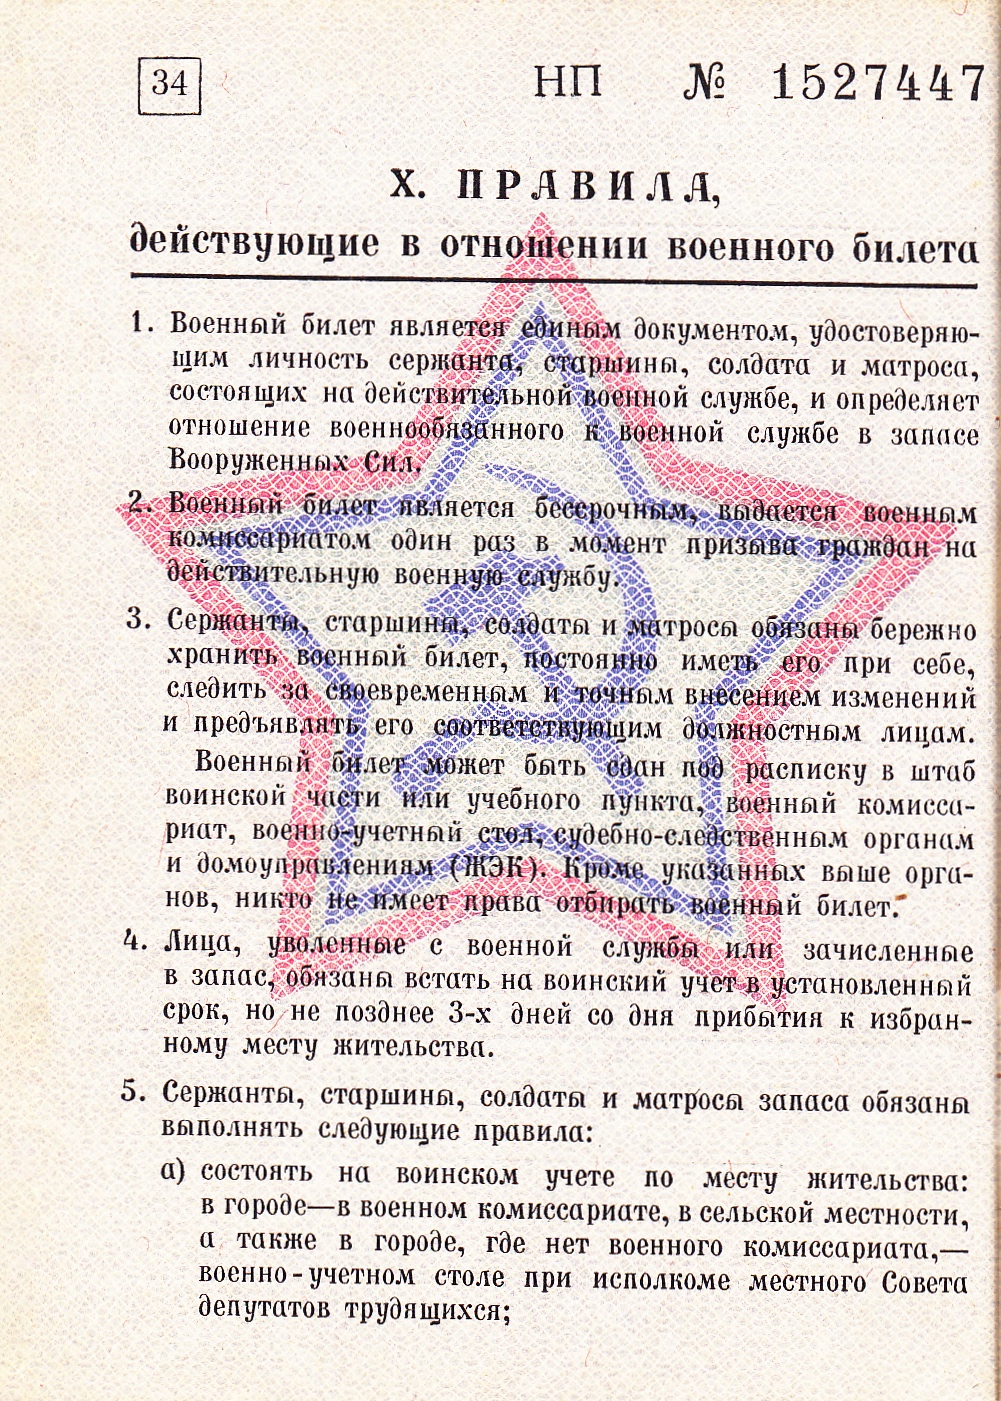 34
НП № 1527447
X. ПРАВИЛА,
действующие в отношении военного билета
1. Военный билет является единым документом, удостоверяю-
щим личность сержанта, старшины, солдата и матроса,
состоящих на действительной военной службе, и определяет
отношение военнообязанного к военной службе в запасе
Вооруженных Сил.
2. Военный билет является бессрочным, выдается военным
комиссариатом один раз в момент призыва граждан на
действительную военную службу.
3. Сержанты, старшины, солдаты и матросы обязаны бережно
хранить военный билет, постоянно иметь его при себе,
следить за своевременным и точным внесением изменений
и предъявлять его соответствующим должностным лицам.
Военный билет может быть сдан под расписку в штаб
воинской части или учебного пункта, военный комисса-
риат, военно-учетный стол, судебно-следственным органам
и домоуправлениям (ЖЭК). Кроме указанных выше орга-
нов, никто не имеет права отбирать военный билет.
4. Лица, уволенные с военной службы или зачисленные
в запас, обязаны встать на воинский учет в установленный
срок, но не позднее 3-х дней со дня прибытия к избран-
ному месту жительства.
5. Сержанты, старшины, солдаты и матросы запаса обязаны
выполнять следующие правила:
а) состоять на воинском учете по месту жительства:
в городе—в военном комиссариате, в сельской местности,
а также в городе, где нет военного комиссариата,—
военно-учетном столе при исполкоме местного Совета
депутатов трудящихся;